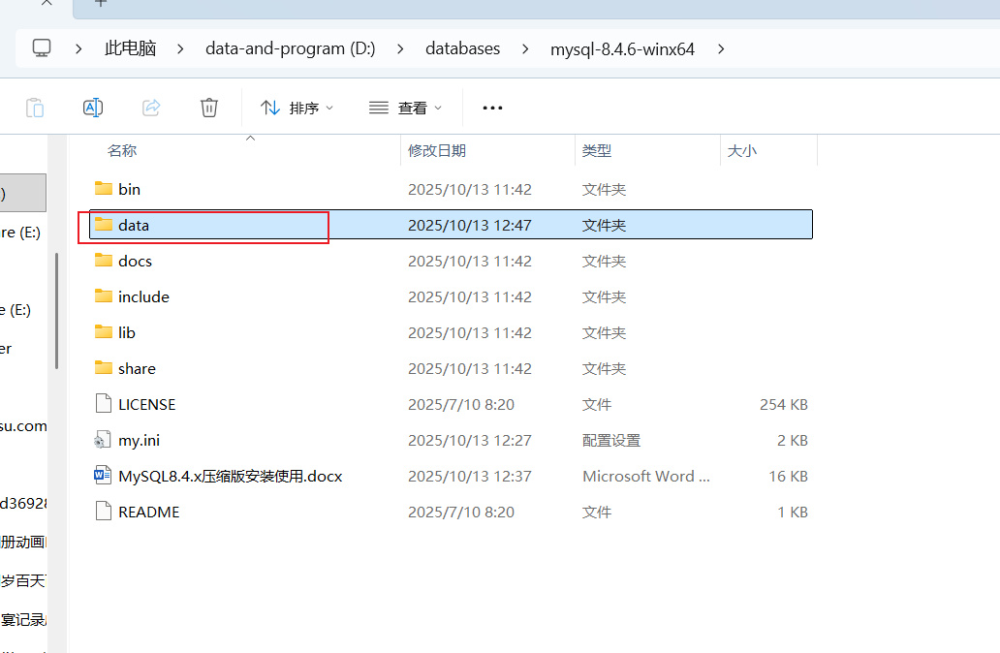 此电脑 data-and-program (D:) databases mysql-8.4.6-winx64
排序 查看
名称 修改日期 类型 大小
bin 2025/10/13 11:42 文件夹
data 2025/10/13 12:47 文件夹
docs 2025/10/13 11:42 文件夹
include 2025/10/13 11:42 文件夹
lib 2025/10/13 11:42 文件夹
share 2025/10/13 11:42 文件夹
LICENSE 2025/7/10 8:20 文件 254 KB
my.ini 2025/10/13 12:27 配置设置 2 KB
MySQL8.4.x压缩版安装使用.docx 2025/10/13 12:37 Microsoft Word ... 16 KB
README 2025/7/10 8:20 文件 1 KB
)
re (E:)
e (E:)
er
su.com
d36928
册动画
岁百天
宴记录